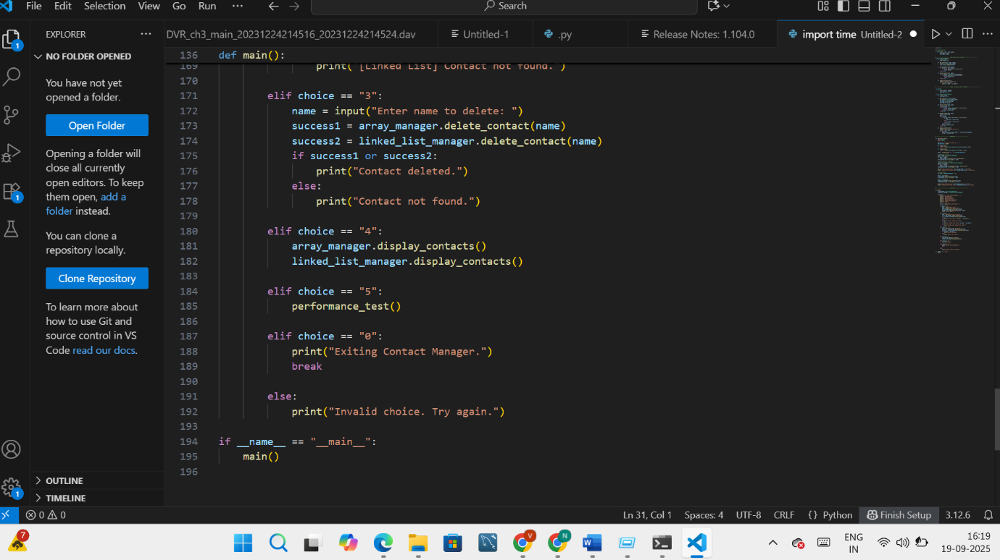 File Edit Selection View Go Run ··· Search
EXPLORER ···
DVR_ch3_main_20231224214516_20231224214524.dav Untitled-1 .py Release Notes: 1.104.0 import time Untitled-2
1
NO FOLDER OPENED
You have not yet
opened a folder.
Open Folder
Opening a folder will
close all currently
open editors. To keep
them open, add a
folder instead.
You can clone a
repository locally.
Clone Repository
To learn more about
how to use Git and
source control in VS
Code read our docs.
1
1
OUTLINE
TIMELINE
136 def main():
169 print("[Linked List] Contact not found.")
170
171 elif choice == "3":
172 name = input("Enter name to delete: ")
173 success1 = array_manager.delete_contact(name)
174 success2 = linked_list_manager.delete_contact(name)
175 if success1 or success2:
176 print("Contact deleted.")
177 else:
178 print("Contact not found.")
179
180 elif choice == "4":
181 array_manager.display_contacts()
182 linked_list_manager.display_contacts()
183
184 elif choice == "5":
185 performance_test()
186
187 elif choice == "0":
188 print("Exiting Contact Manager.")
189 break
190
191 else:
192 print("Invalid choice. Try again.")
193
194 if __name__ == "__main__":
195 main()
196
0 0 Ln 31, Col 1 Spaces: 4 UTF-8 CRLF {} Python Finish Setup 3.12.6
7
V
N
ENG
IN
16:19
19-09-2025